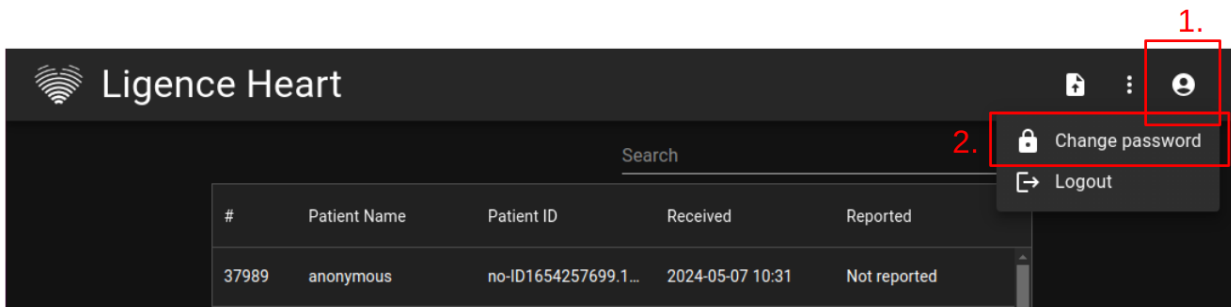 1.
Ligence Heart
2.
Change password
Search
Logout
# Patient Name Patient ID Received Reported
37989 anonymous no-ID1654257699.1... 2024-05-07 10:31 Not reported